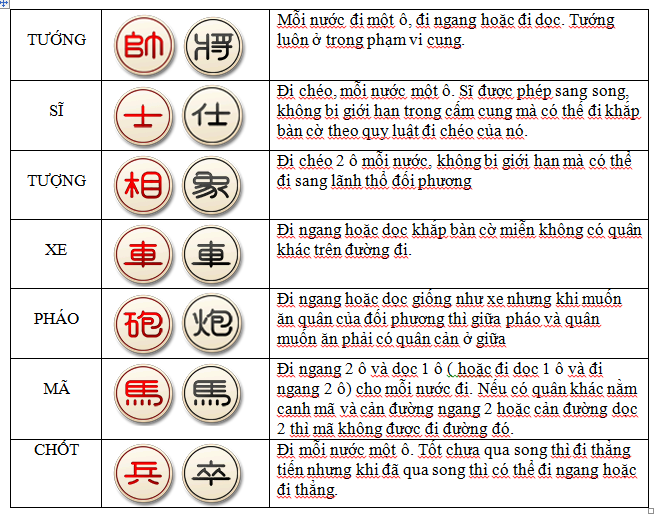 TƯỚNG
帥 將
Mỗi nước đi một ô, đi ngang hoặc đi dọc. Tướng
luôn ở trong phạm vi cung.
SĨ
士 仕
Đi chéo, mỗi nước một ô. Sĩ được phép sang song,
không bị giới hạn trong cấm cung mà có thể đi khắp
bàn cờ theo quy luật đi chéo của nó.
TƯỢNG
相 象
Đi chéo 2 ô mỗi nước, không bị giới hạn mà có thể
đi sang lãnh thổ đối phương
XE
車 車
Đi ngang hoặc dọc khắp bàn cờ miễn không có quân
khác trên đường đi.
PHÁO
砲 炮
Đi ngang hoặc dọc giống như xe nhưng khi muốn
ăn quân của đối phương thì giữa pháo và quân
muốn ăn phải có quân cản ở giữa
MÃ
馬 馬
Đi ngang 2 ô và dọc 1 ô ( hoặc đi dọc 1 ô và đi
ngang 2 ô) cho mỗi nước đi. Nếu có quân khác nằm
cạnh mã và cản đường ngang 2 hoặc cản đường dọc
2 thì mã không được đi đường đó.
CHỐT
兵 卒
Đi mỗi nước một ô. Tốt chưa qua song thì đi thẳng
tiến nhưng khi đã qua song thì có thể đi ngang hoặc
đi thẳng.